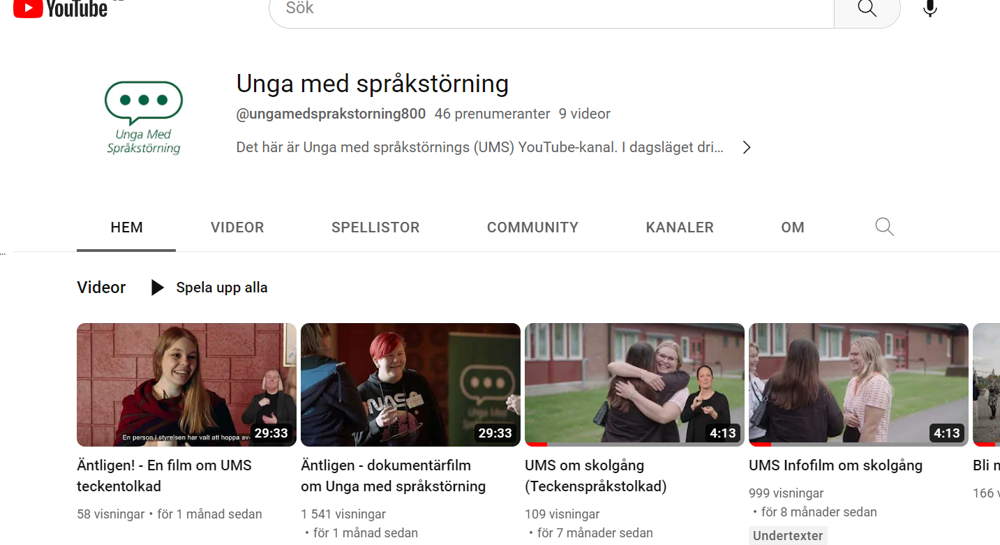 YouTube
Sök
Unga Med
Språkstörning
Unga med språkstörning
@ungamedsprakstorning800 46 prenumeranter 9 videor
Det här är Unga med språkstörnings (UMS) YouTube-kanal. I dagsläget dri...
HEM VIDEOR SPELLISTOR COMMUNITY KANALER OM
...
Videor Spela upp alla
NASA
Unga Med
En person i styrelsen har valt att hoppa av-
29:33 29:33 4:13 4:13
Äntligen! - En film om UMS
teckentolkad
58 visningar • för 1 månad sedan
Äntligen - dokumentärfilm
om Unga med språkstörning
1 541 visningar
• för 1 månad sedan
UMS om skolgång
(Teckenspråkstolkad)
109 visningar
• för 7 månader sedan
UMS Infofilm om skolgång
999 visningar
• för 8 månader sedan
Undertexter
Bli
166